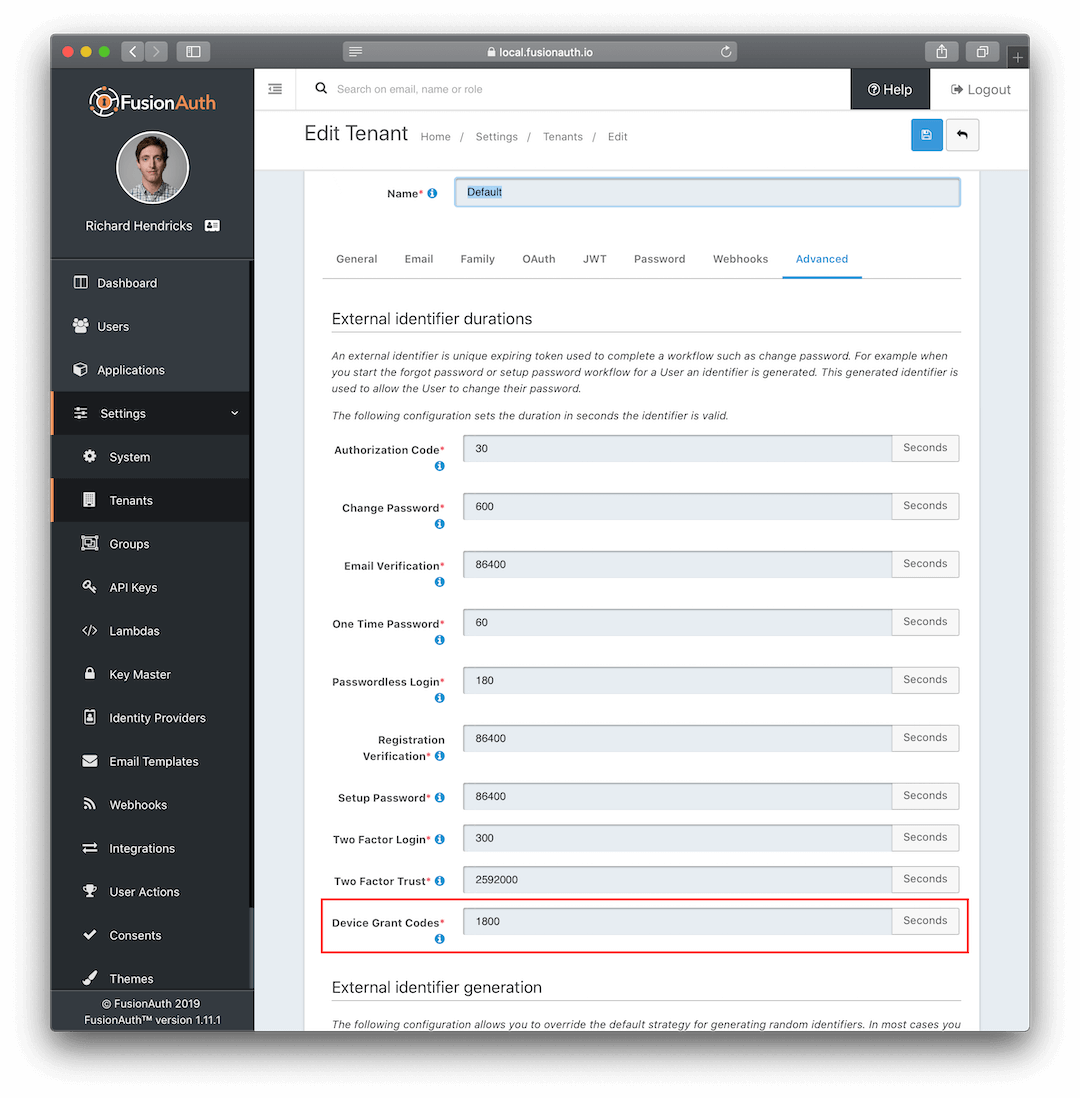 local.fusionauth.io
FusionAuth
Richard Hendricks
Dashboard
Users
Applications
Settings
System
Tenants
Groups
API Keys
Lambdas
Key Master
Identity Providers
Email Templates
Webhooks
Integrations
User Actions
Consents
Themes
© FusionAuth 2019
FusionAuth™ version 1.11.1
Search on email, name or role
Help
Logout
Edit Tenant
Home / Settings / Tenants / Edit
Name* Default
General Email Family OAuth JWT Password Webhooks Advanced
External identifier durations
An external identifier is unique expiring token used to complete a workflow such as change password. For example when
you start the forgot password or setup password workflow for a User an identifier is generated. This generated identifier is
used to allow the User to change their password.
The following configuration sets the duration in seconds the identifier is valid.
Authorization Code* 30 Seconds
Change Password* 600 Seconds
Email Verification* 86400 Seconds
One Time Password* 60 Seconds
Passwordless Login* 180 Seconds
Registration
Verification* 86400 Seconds
Setup Password* 86400 Seconds
Two Factor Login* 300 Seconds
Two Factor Trust* 2592000 Seconds
Device Grant Codes* 1800 Seconds
External identifier generation
The following configuration allows you to override the default strategy for generating random identifiers. In most cases you